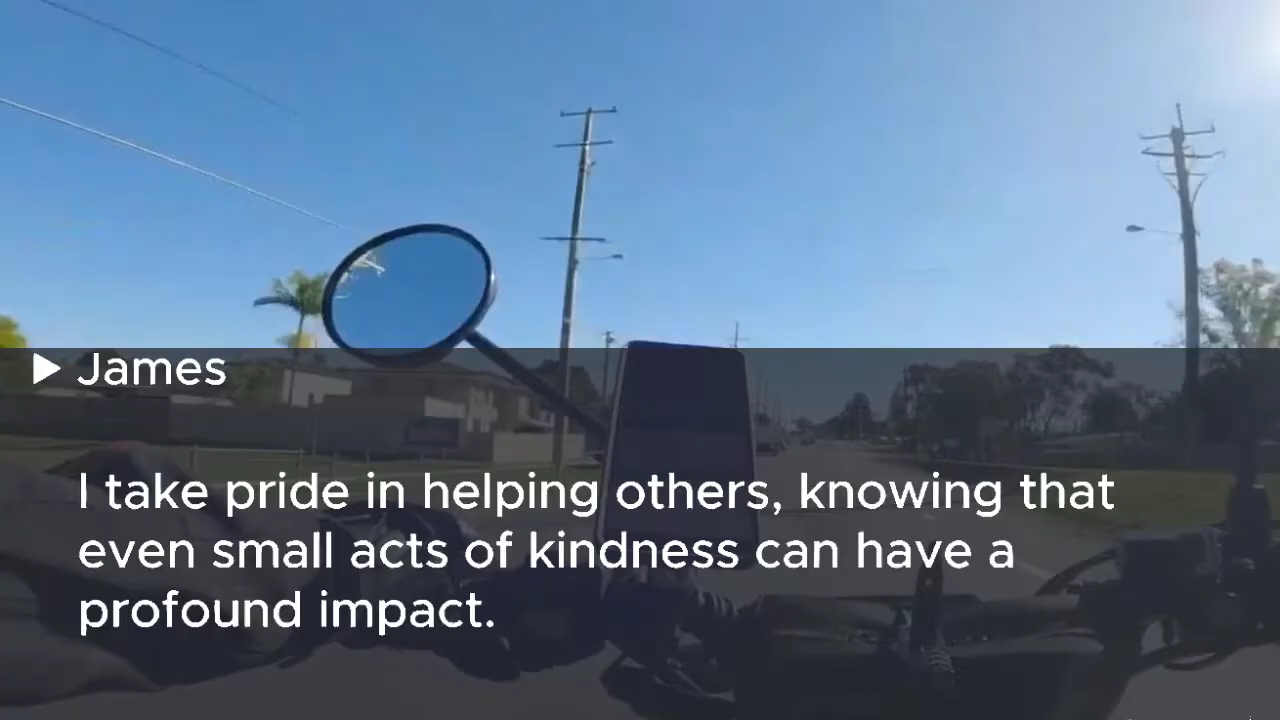 James
I take pride in helping others, knowing that
even small acts of kindness can have a
profound impact.